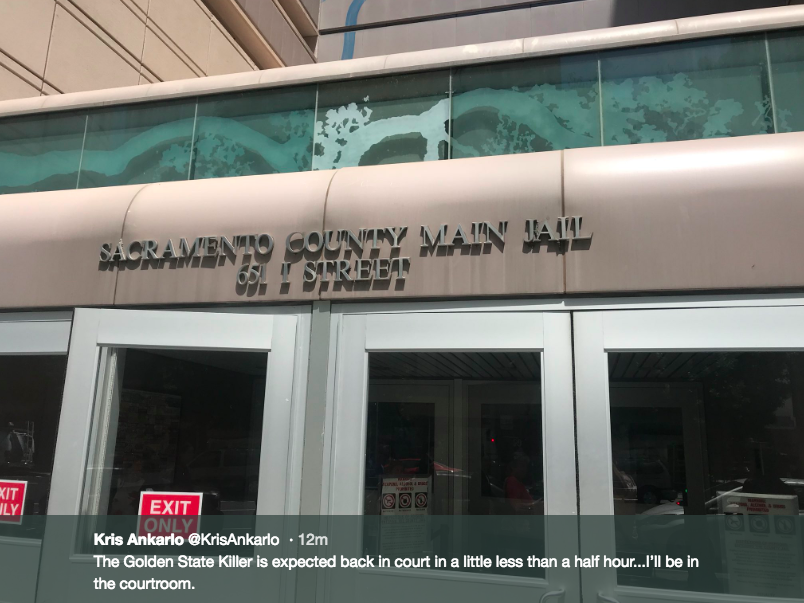 SACRAMENTO COUNTY MAIN JAIL
651 I STREET
EXIT
ONLY
EXIT
ONLY
Kris Ankarlo @KrisAnkarlo · 12m
The Golden State Killer is expected back in court in a little less than a half hour...I'll be in
the courtroom.